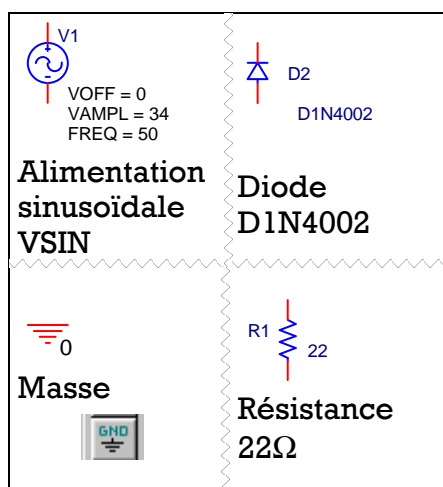 V1
VOFF = 0
VAMPL = 34
FREQ = 50
Alimentation
sinusoïdale
VSIN
D2
D1N4002
Diode
D1N4002
0
Masse
GND
R1
22
Résistance
22Ω